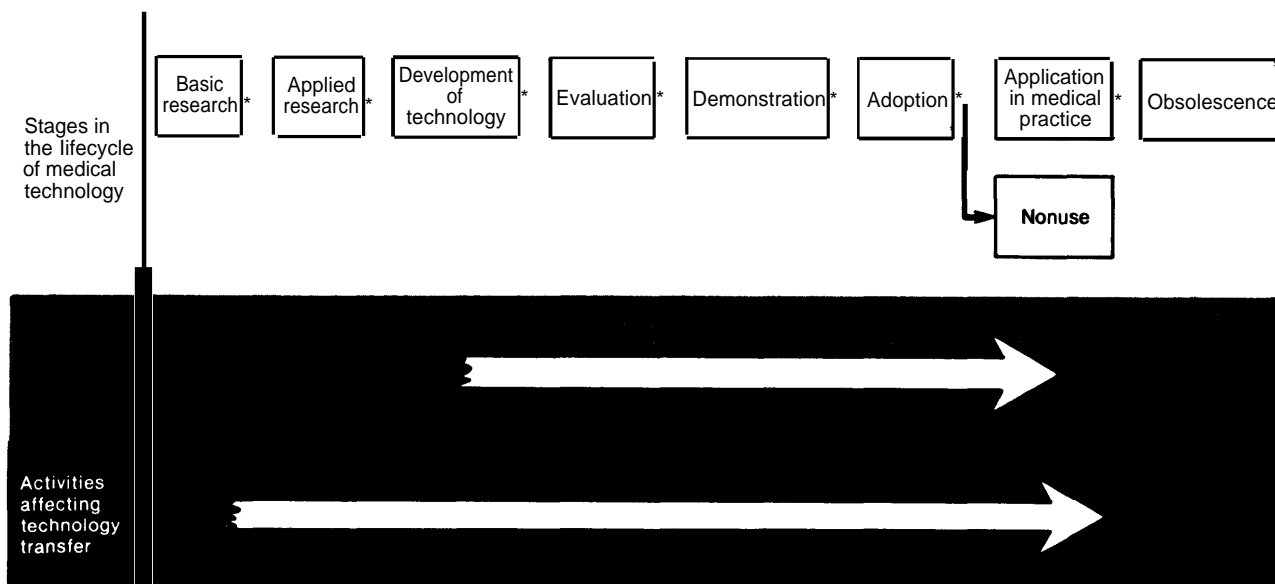 Stages in
the lifecycle
of medical
technology
Basic
research *
Applied
research *
Development
of
technology *
Evaluation *
Demonstration *
Adoption *
Application
in medical
practice *
Obsolescence
Nonuse
Activities
affecting
technology
transfer